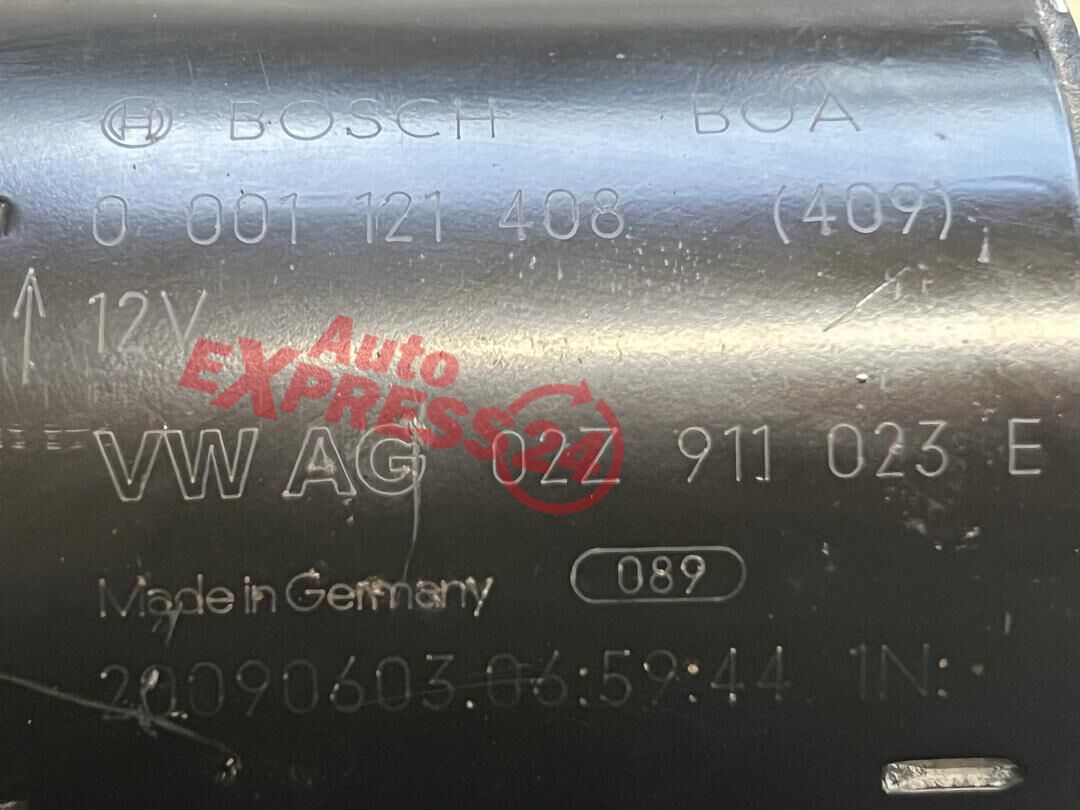 BOSCH BOA
0 001 121 408 (409)
12V
Auto
EXPRESS24
VW AG 02Z 911 023 E
Made in Germany 089
20090603.06:59:44 1N: